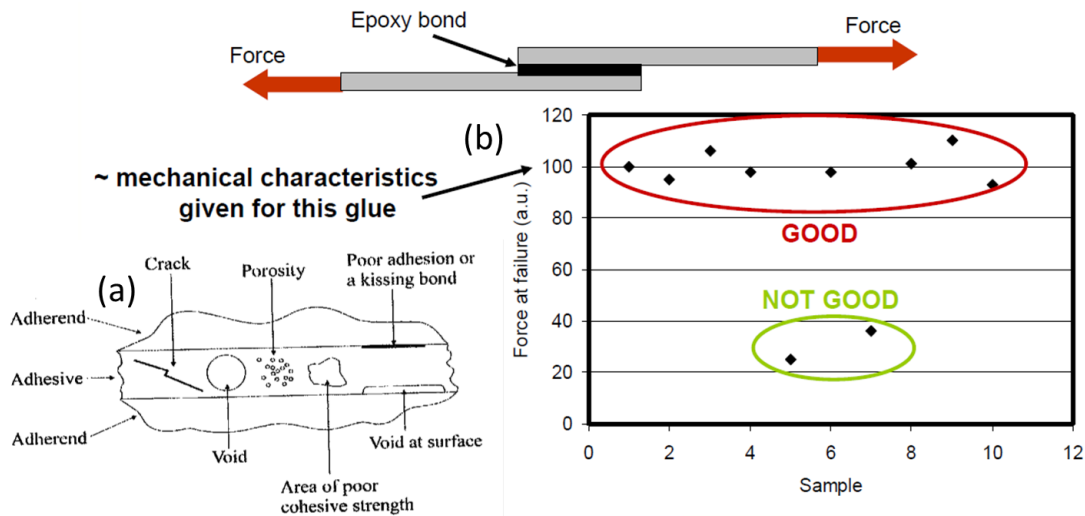 Epoxy bond
Force
Force
(b)
~ mechanical characteristics
given for this glue
(a)
Crack
Porosity
Poor adhesion or
a kissing bond
Adherend
Adhesive
Adherend
Void
Void at surface
Area of poor
cohesive strength
Force at failure (a.u.)
120
100
80
60
40
20
0
GOOD
NOT GOOD
0
2
4
6
8
10
12
Sample